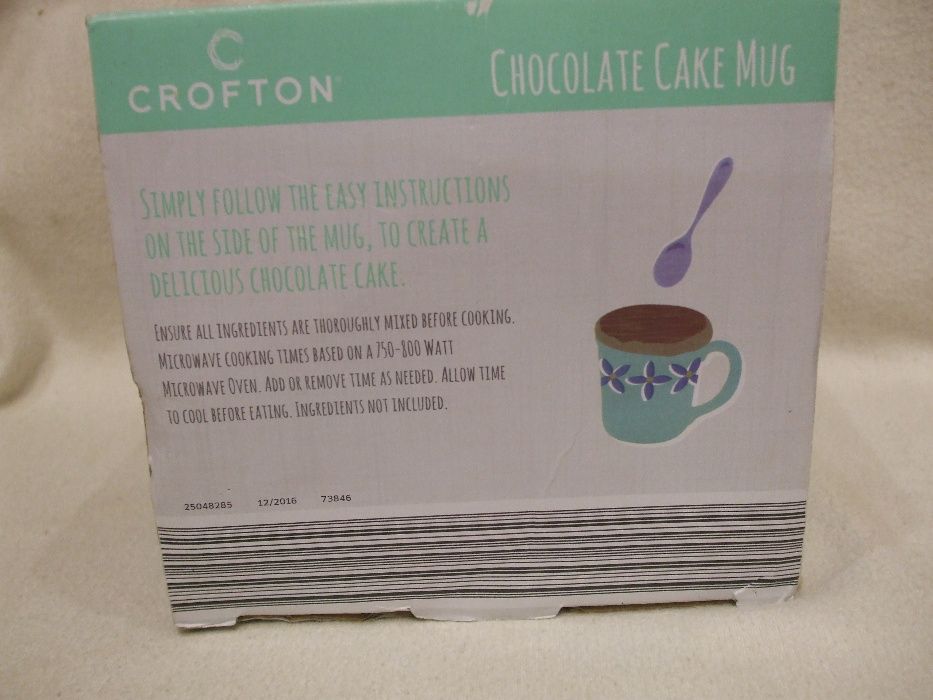 C
CROFTON®
CHOCOLATE CAKE MUG
SIMPLY FOLLOW THE EASY INSTRUCTIONS
ON THE SIDE OF THE MUG, TO CREATE A
DELICIOUS CHOCOLATE CAKE.
ENSURE ALL INGREDIENTS ARE THOROUGHLY MIXED BEFORE COOKING.
MICROWAVE COOKING TIMES BASED ON A 750-800 WATT
MICROWAVE OVEN. ADD OR REMOVE TIME AS NEEDED. ALLOW TIME
TO COOL BEFORE EATING. INGREDIENTS NOT INCLUDED.
25048285 12/2016 73846